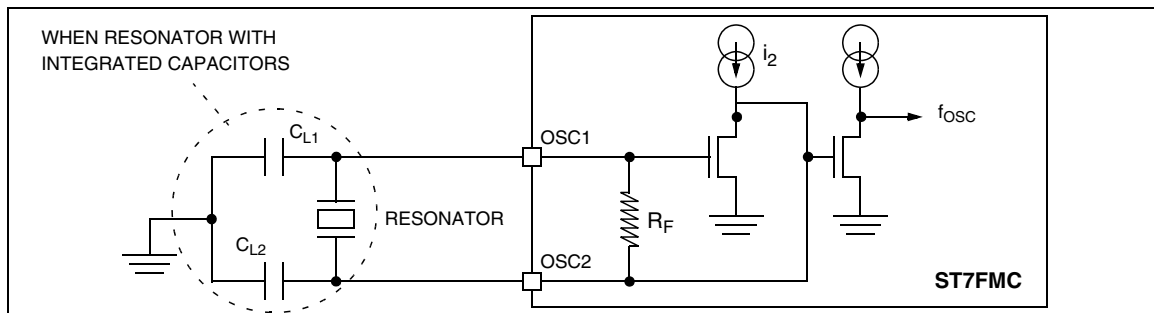 WHEN RESONATOR WITH
INTEGRATED CAPACITORS
i2
fOSC
CL1
OSC1
RESONATOR
RF
CL2
OSC2
ST7FMC